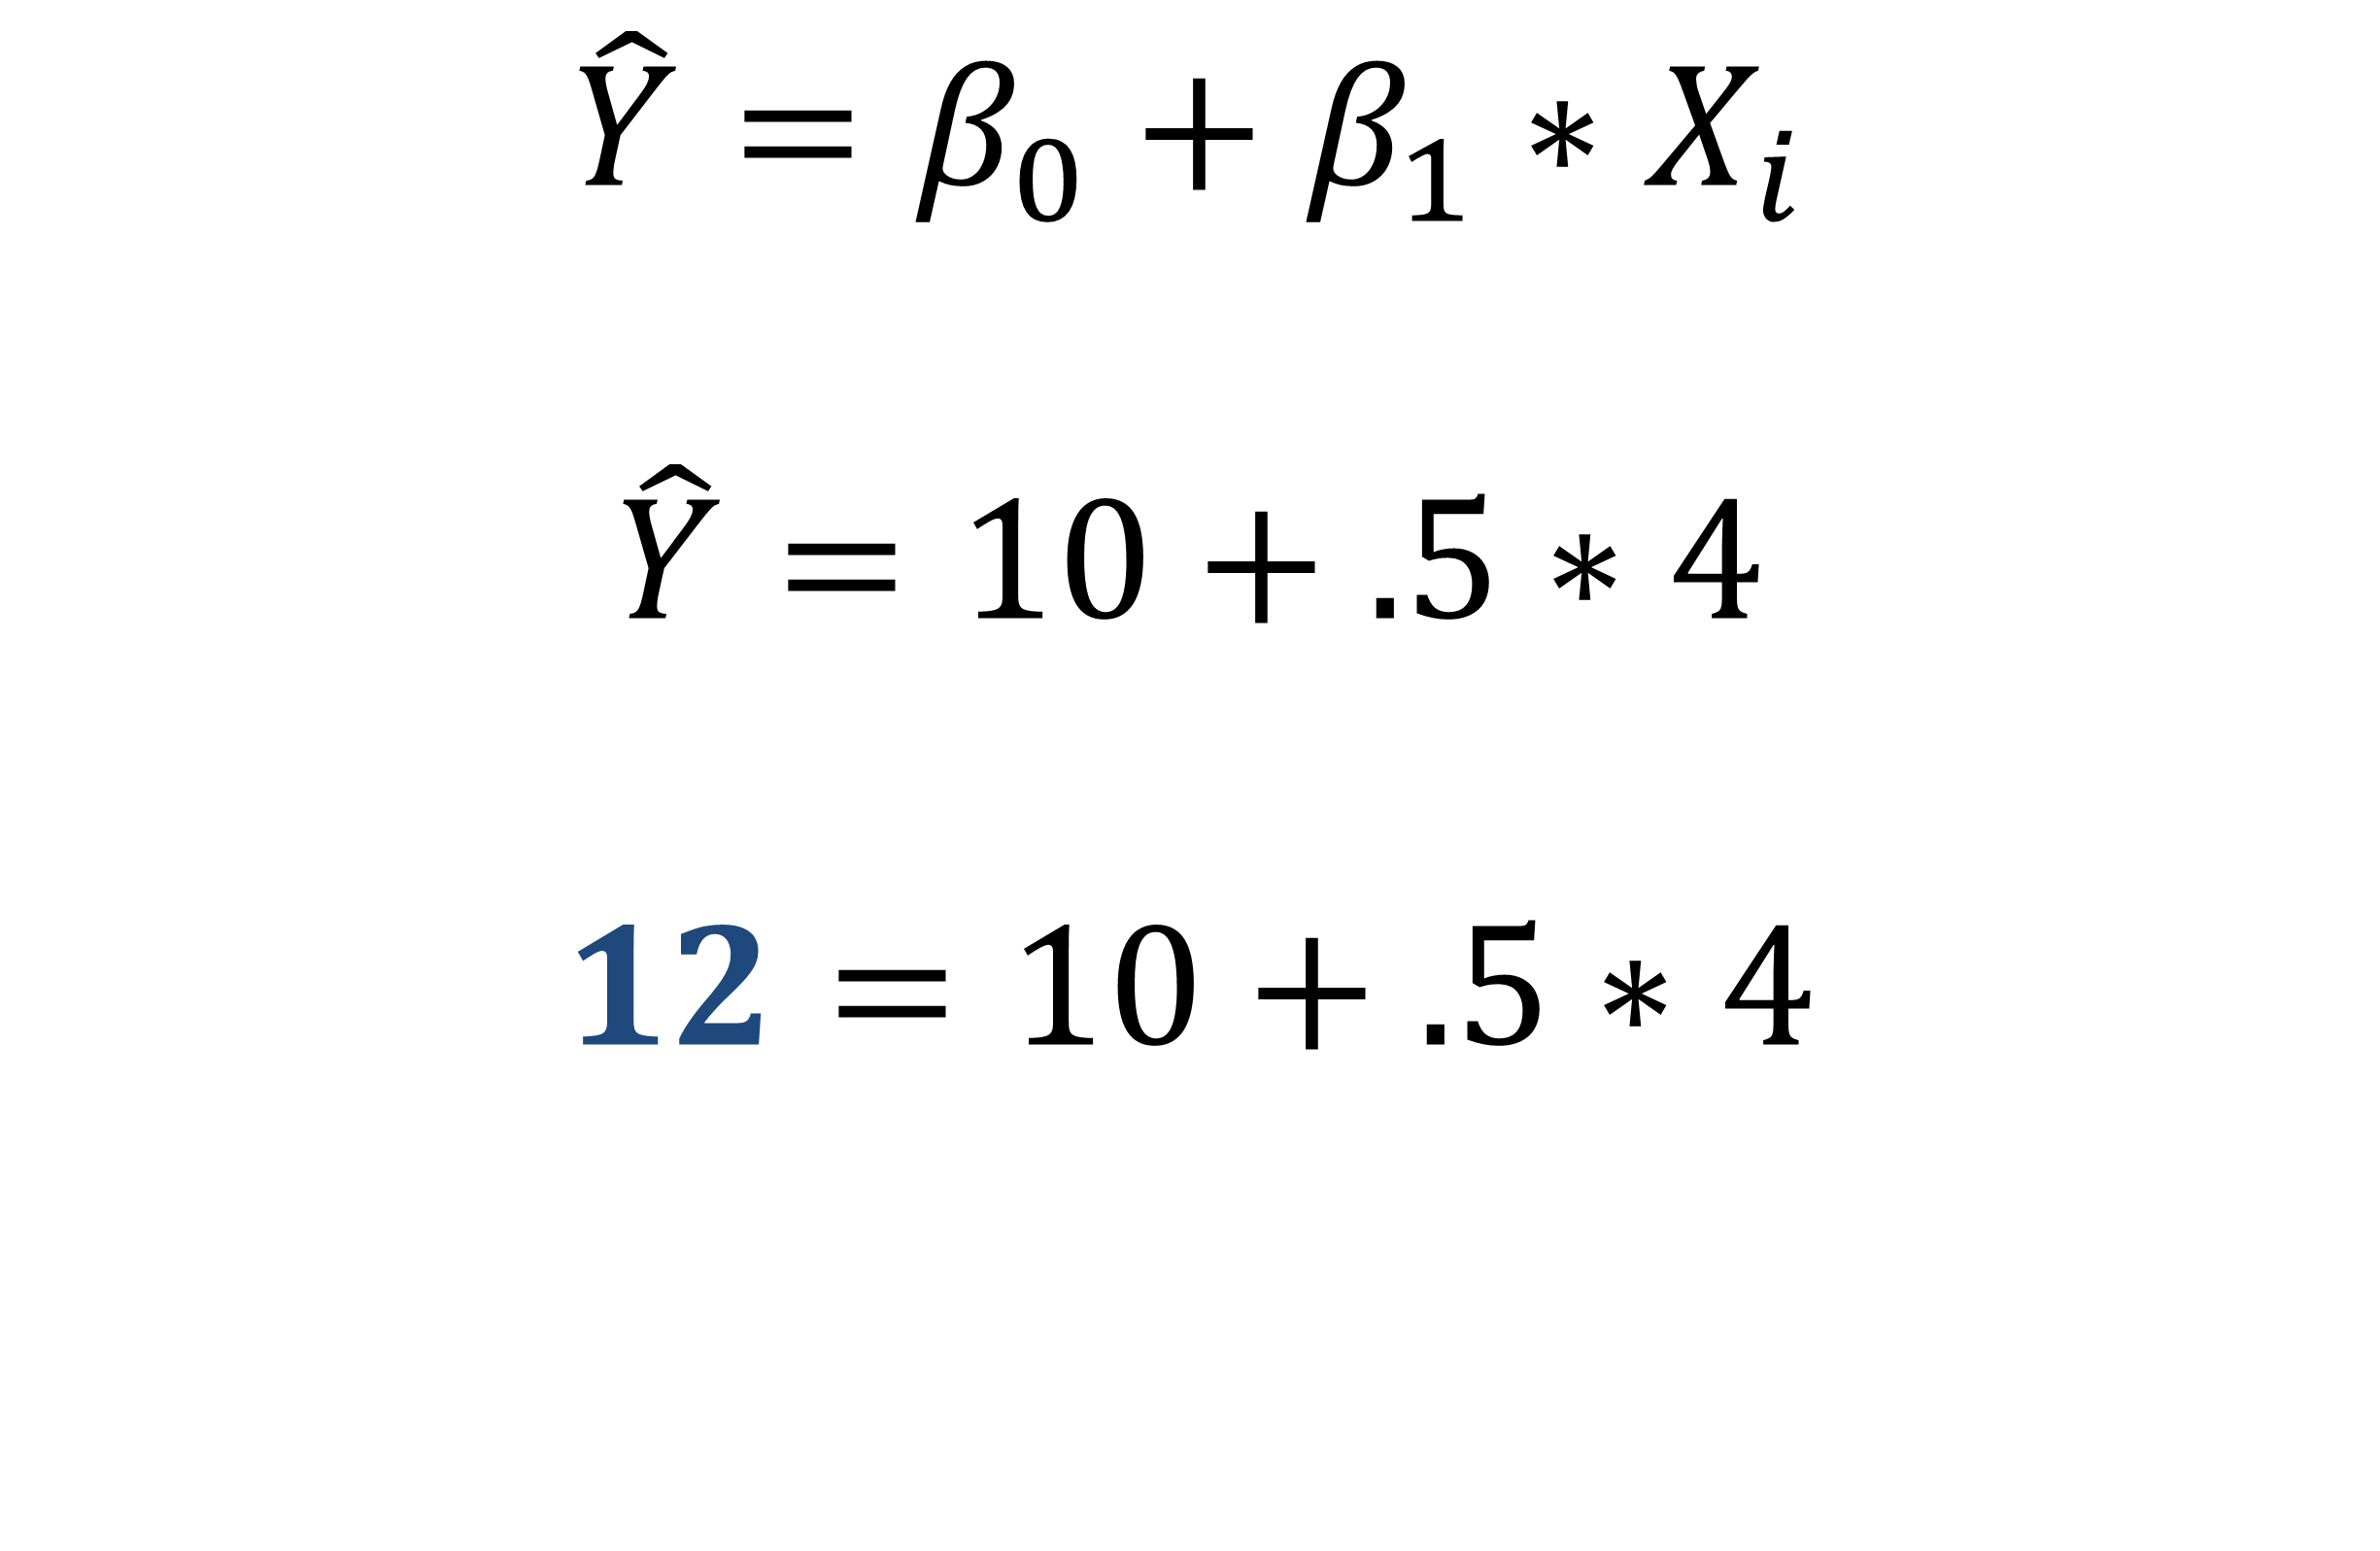 Ŷ = β₀ + β₁ * Xᵢ
Ŷ = 10 + .5 * 4
12 = 10 + .5 * 4